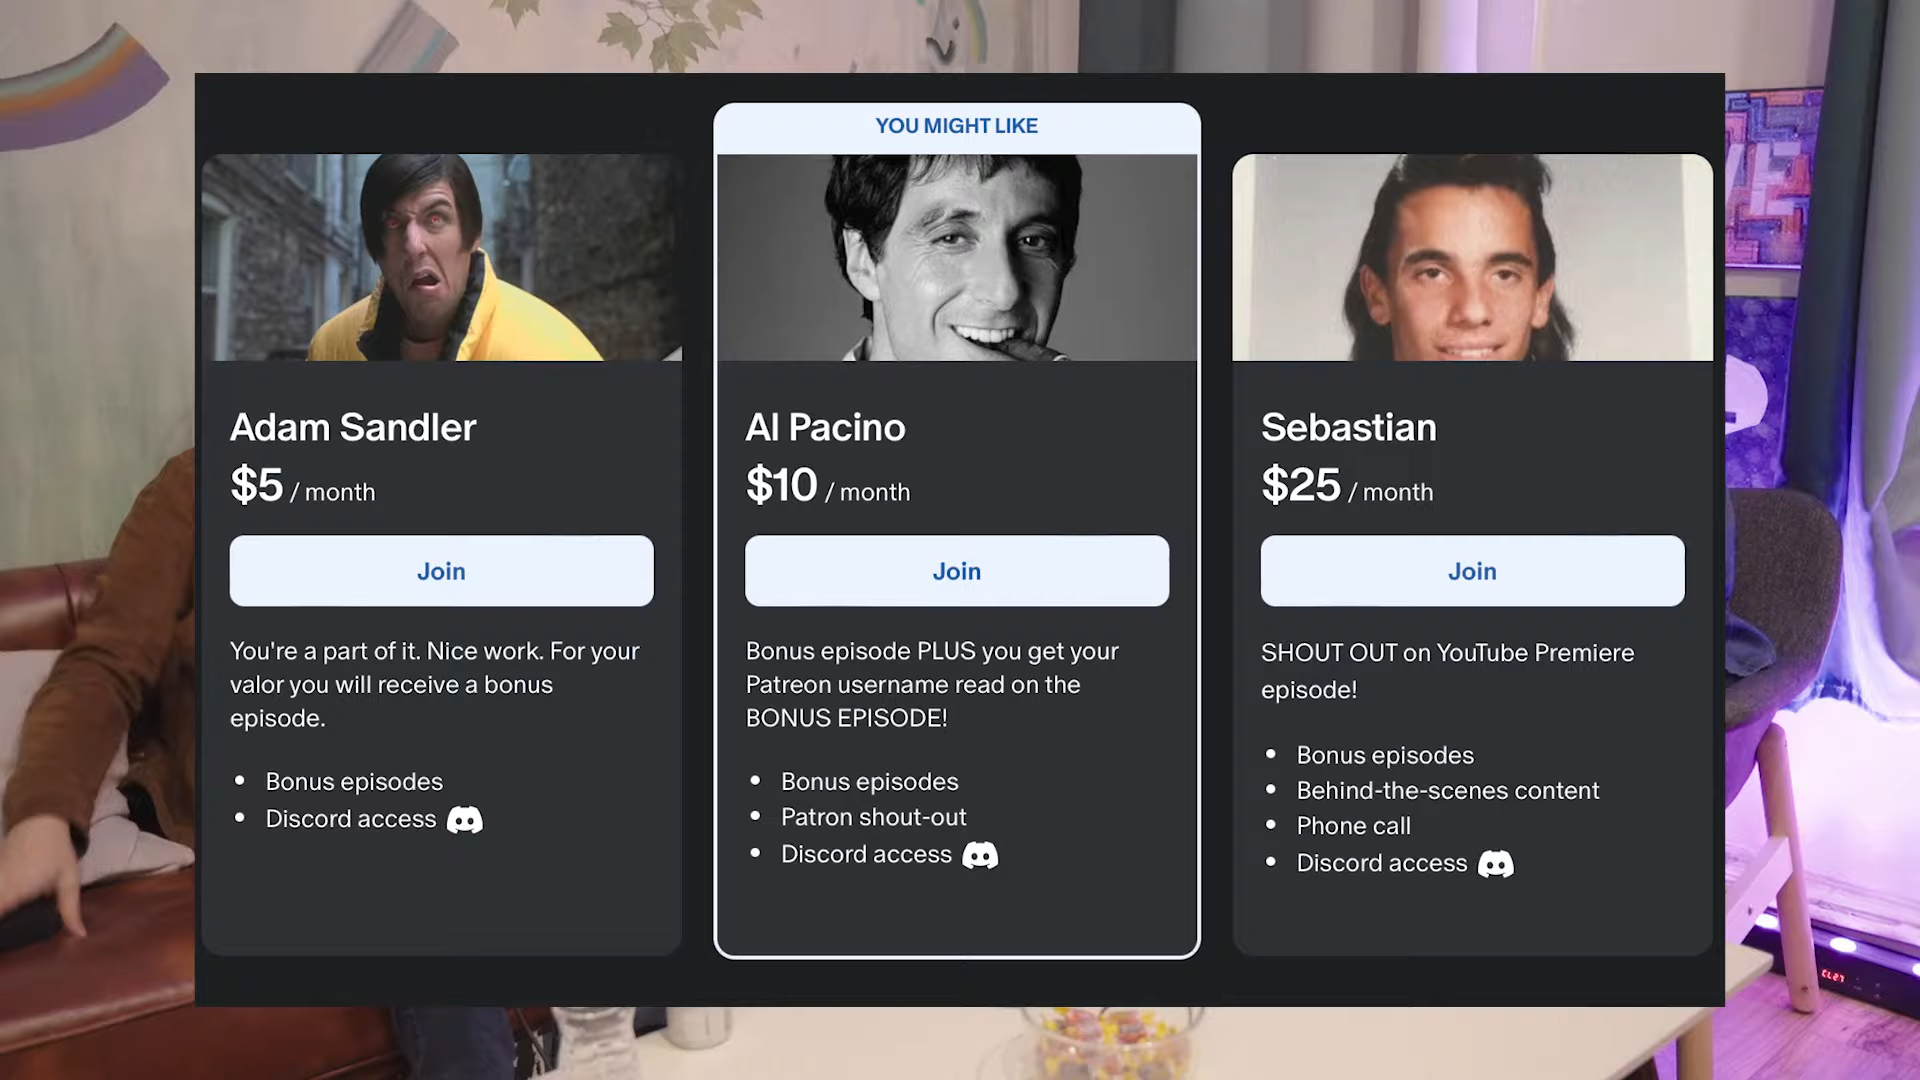 YOU MIGHT LIKE
Adam Sandler
$5 / month
Join
You're a part of it. Nice work. For your
valor you will receive a bonus
episode.
• Bonus episodes
• Discord access
Al Pacino
$10 / month
Join
Bonus episode PLUS you get your
Patreon username read on the
BONUS EPISODE!
• Bonus episodes
• Patron shout-out
• Discord access
Sebastian
$25 / month
Join
SHOUT OUT on YouTube Premiere
episode!
• Bonus episodes
• Behind-the-scenes content
• Phone call
• Discord access